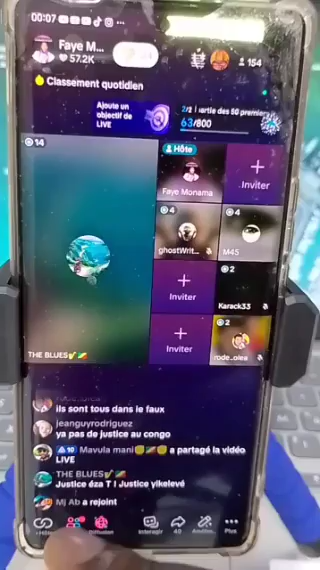 00:07
Faye M...
57.2K
154
Classement quotidien
Ajoute un
objectif de
LIVE
63/800
14
Hôte
Faye Monama
Inviter
4
ghostWrit...
4
M45
Inviter
2
Karack33
Inviter
2
rode_olea
THE BLUES
ils sont tous dans le faux
jeanguyrodriguez
ya pas de justice au congo
10 Mavula mani a partagé la vidéo
LIVE
THE BLUES
Justice éza T ! Justice yikelevé
Mj Ab a rejoint
Interagir
40
Plus